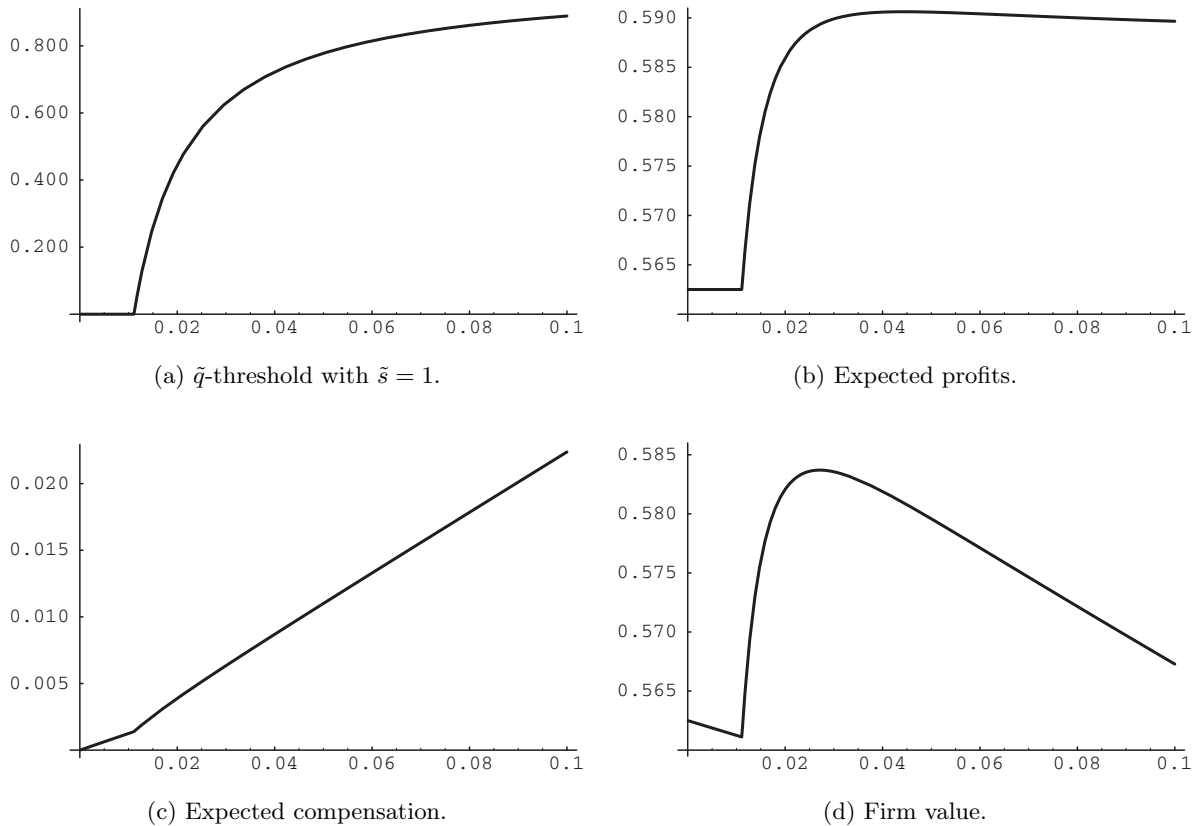 0.800
0.600
0.400
0.200
0.02 0.04 0.06 0.08 0.1
(a) q̃-threshold with s̃ = 1.
0.590
0.585
0.580
0.575
0.570
0.565
0.02 0.04 0.06 0.08 0.1
(b) Expected profits.
0.020
0.015
0.010
0.005
0.02 0.04 0.06 0.08 0.1
(c) Expected compensation.
0.585
0.580
0.575
0.570
0.565
0.02 0.04 0.06 0.08 0.1
(d) Firm value.